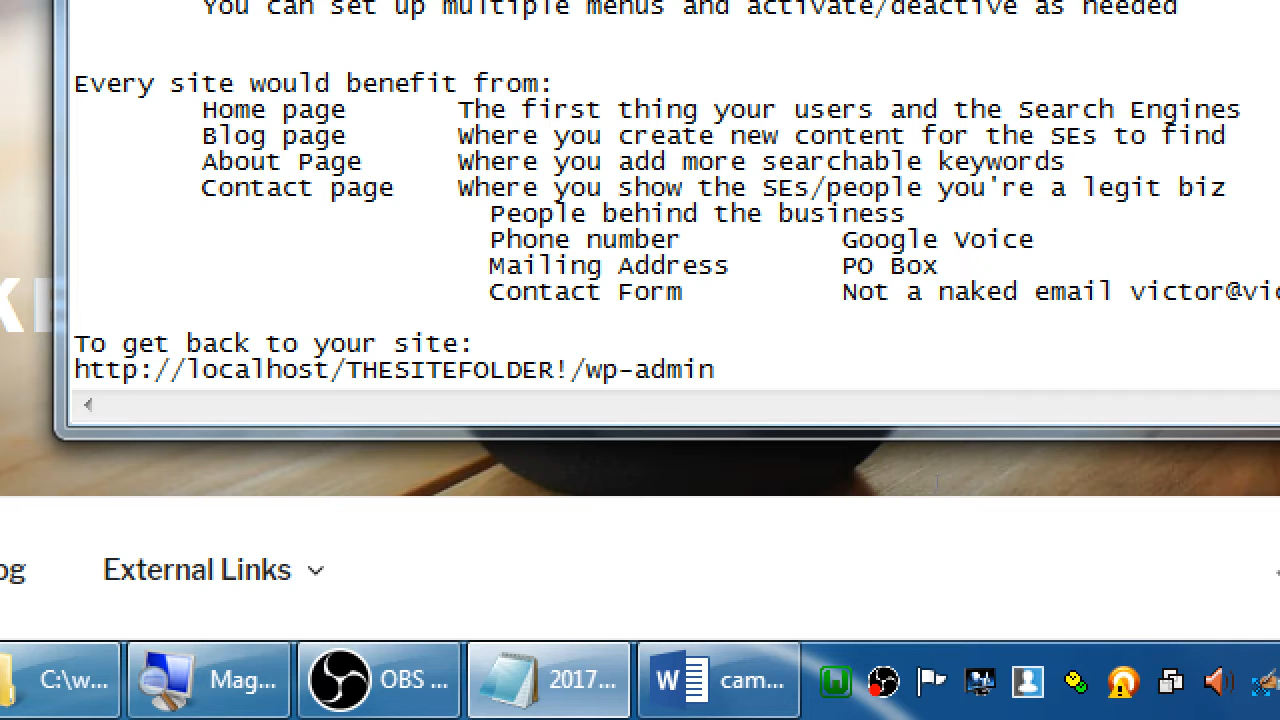 You can set up multiple menus and activate/deactive as needed
Every site would benefit from:
Home page The first thing your users and the Search Engines
Blog page Where you create new content for the SEs to find
About Page Where you add more searchable keywords
Contact page Where you show the SEs/people you're a legit biz
People behind the business
Phone number Google Voice
Mailing Address PO Box
Contact Form Not a naked email victor@vic
To get back to your site:
http://localhost/THESITEFOLDER!/wp-admin
og External Links
C:\w... Mag... OBS ... 2017... cam...